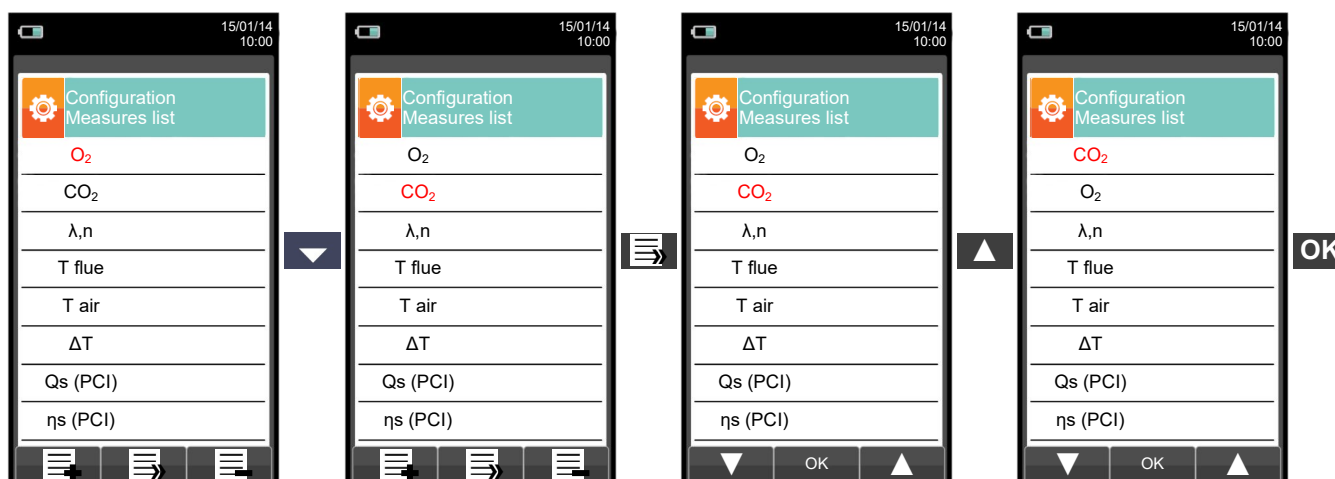 15/01/14
10:00
Configuration
Measures list
O₂
CO₂
λ,n
T flue
T air
ΔT
Qs (PCI)
ηs (PCI)
15/01/14
10:00
Configuration
Measures list
O₂
CO₂
λ,n
T flue
T air
ΔT
Qs (PCI)
ηs (PCI)
15/01/14
10:00
Configuration
Measures list
O₂
CO₂
λ,n
T flue
T air
ΔT
Qs (PCI)
ηs (PCI)
OK
15/01/14
10:00
Configuration
Measures list
CO₂
O₂
λ,n
T flue
T air
ΔT
Qs (PCI)
ηs (PCI)
OK
OK